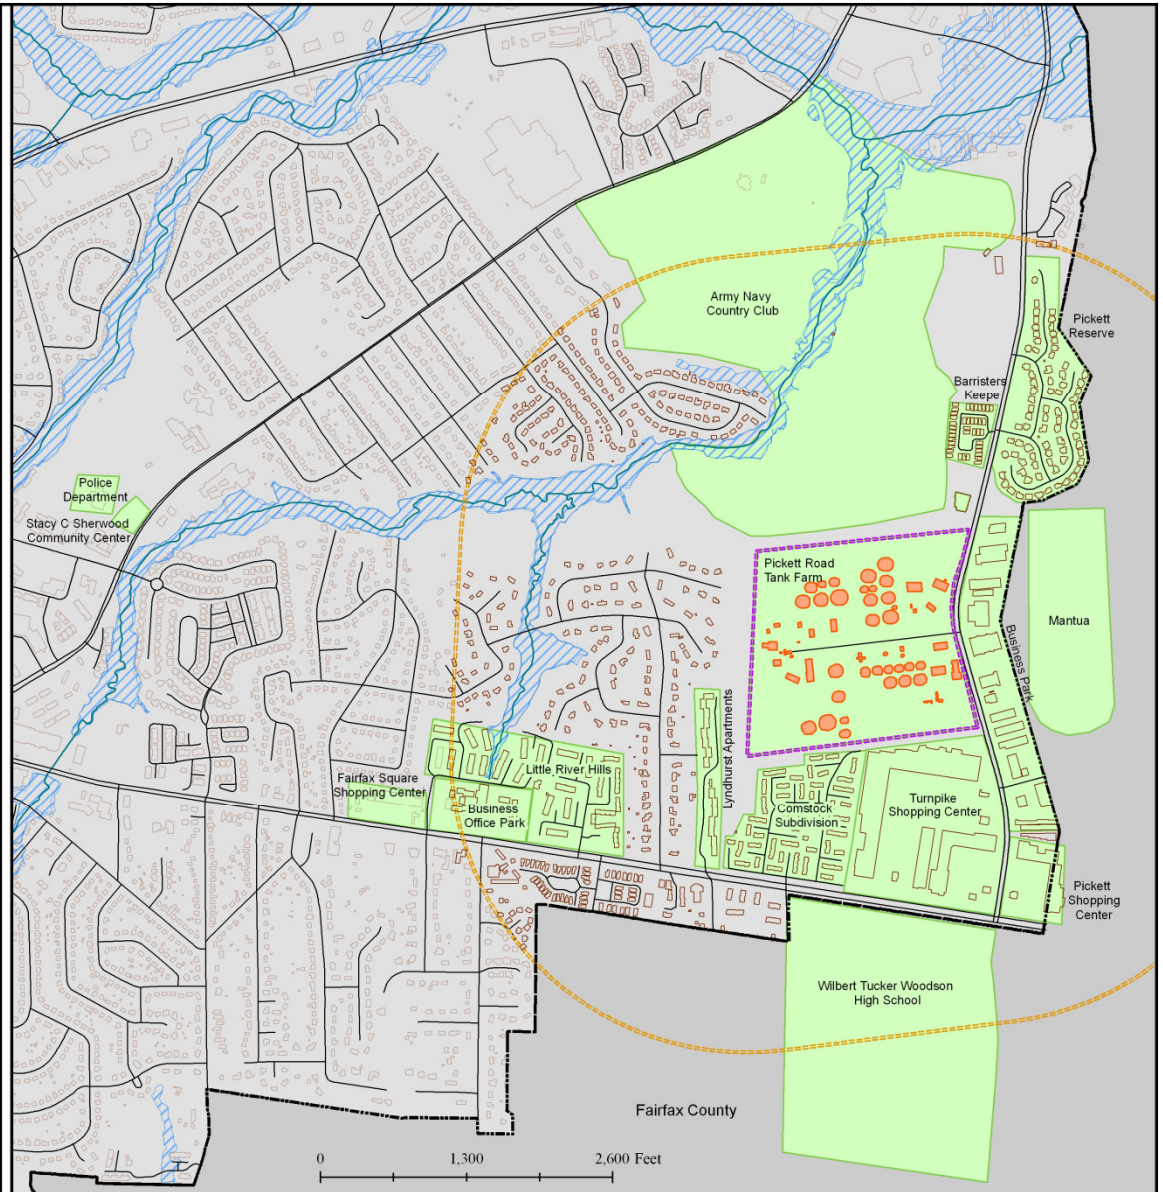 Army Navy
Country Club
Pickett
Reserve
Barristers
Keepe
Police
Department
Stacy C Sherwood
Community Center
Pickett Road
Tank Farm
Mantua
Business Park
Lyndhurst Apartments
Little River Hills
Fairfax Square
Shopping Center
Business
Office Park
Comstock
Subdivision
Turnpike
Shopping Center
Pickett
Shopping
Center
Wilbert Tucker Woodson
High School
Fairfax County
0 1,300 2,600 Feet